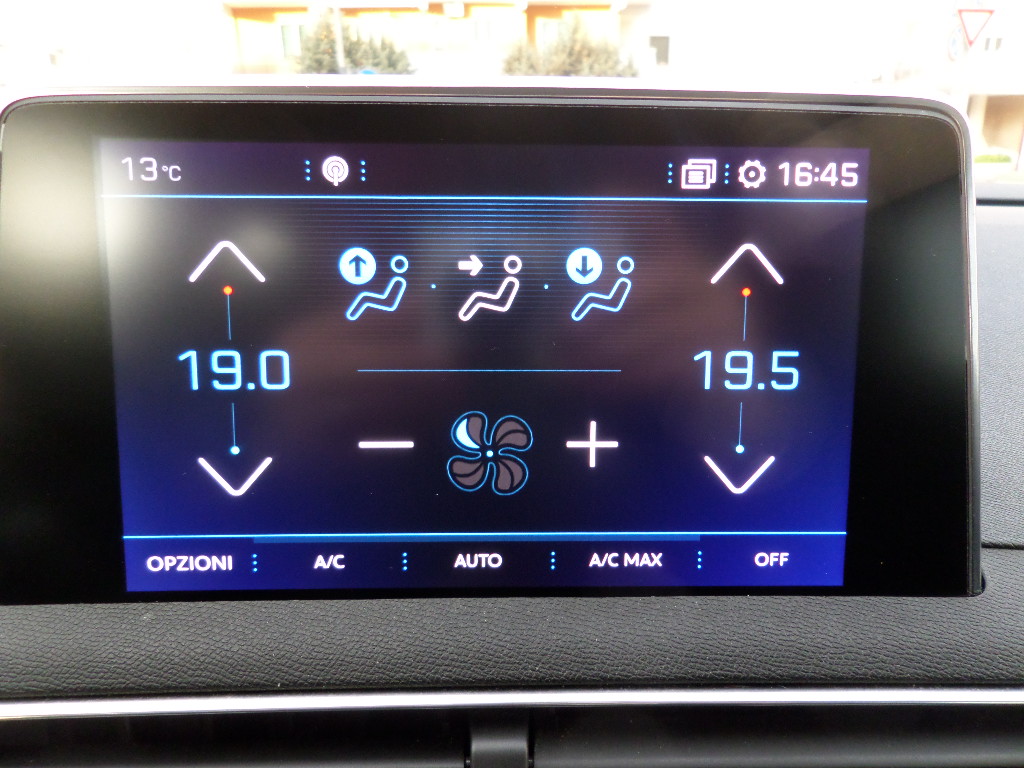 13°C 16:45
19.0 19.5
OPZIONI A/C AUTO A/C MAX OFF